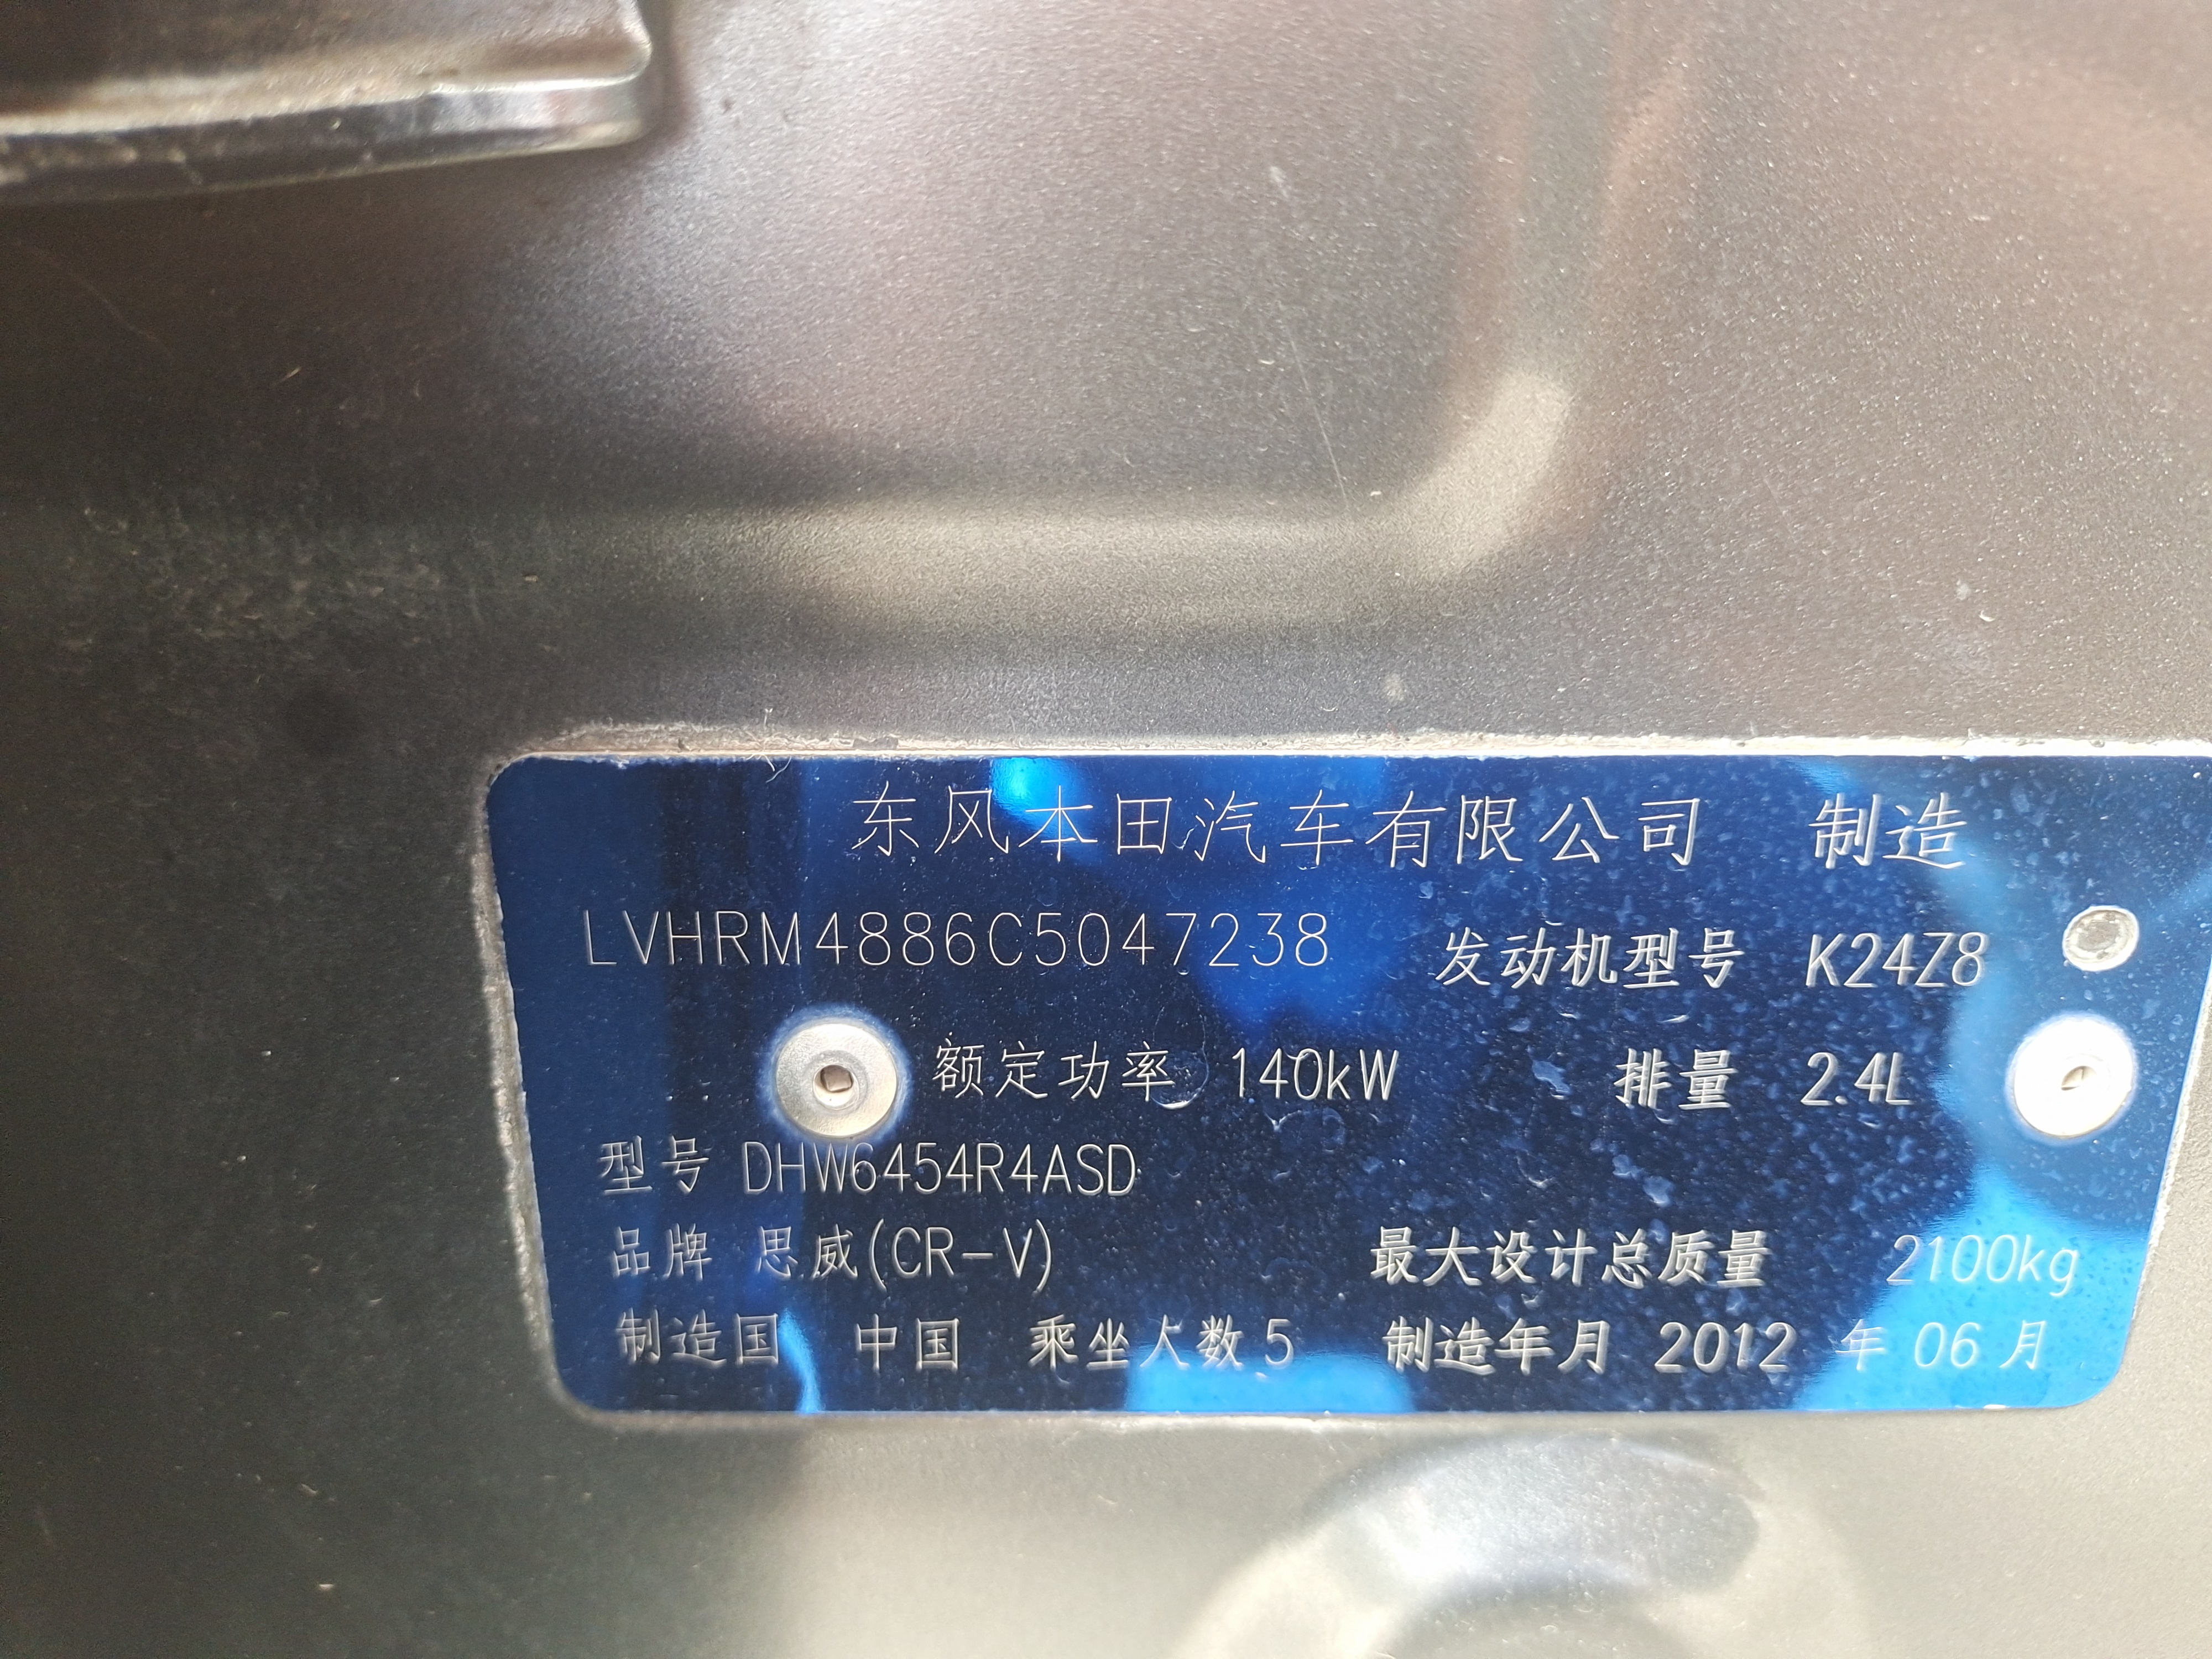 东风本田汽车有限公司 制造
LVHRM4886C5047238 发动机型号 K24Z8
额定功率 140kW 排量 2.4L
型号 DHW6454R4ASD
品牌 思威(CR-V) 最大设计总质量 2100kg
制造国 中国 乘坐人数 5 制造年月 2012 年 06 月